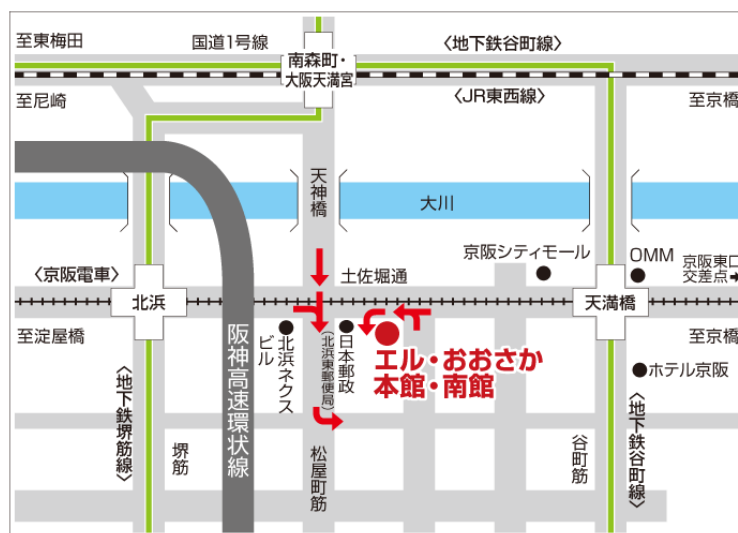 至東梅田
国道1号線
南森町・
大阪天満宮
〈地下鉄谷町線〉
至尼崎
〈JR東西線〉
至京橋
天神橋
大川
京阪シティモール
OMM
京阪東口
交差点
〈京阪電車〉
北浜
土佐堀通
天満橋
至淀屋橋
阪神高速環状線
北浜ネクス
ビル
日本郵政
(北浜東郵便局)
エル・おおさか
本館・南館
至京橋
ホテル京阪
〈地下鉄堺筋線〉
堺筋
松屋町筋
谷町筋
〈地下鉄谷町線〉